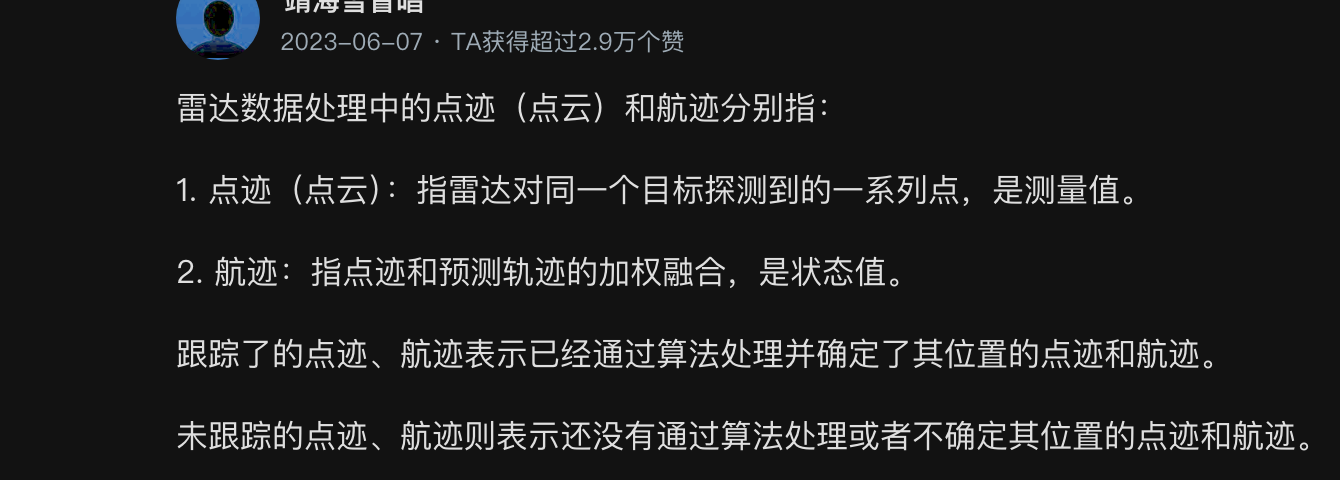 靖海雪冒唱
2023-06-07 · TA获得超过2.9万个赞
雷达数据处理中的点迹（点云）和航迹分别指：
1. 点迹（点云）：指雷达对同一个目标探测到的一系列点，是测量值。
2. 航迹：指点迹和预测轨迹的加权融合，是状态值。
跟踪了的点迹、航迹表示已经通过算法处理并确定了其位置的点迹和航迹。
未跟踪的点迹、航迹则表示还没有通过算法处理或者不确定其位置的点迹和航迹。